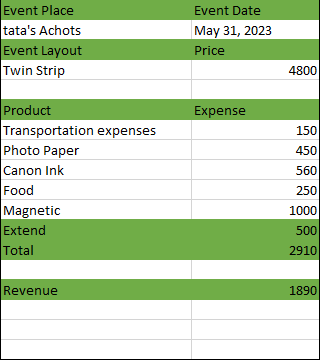 Event Place Event Date
tata's Achots May 31, 2023
Event Layout Price
Twin Strip 4800
Product Expense
Transportation expenses 150
Photo Paper 450
Canon Ink 560
Food 250
Magnetic 1000
Extend 500
Total 2910
Revenue 1890